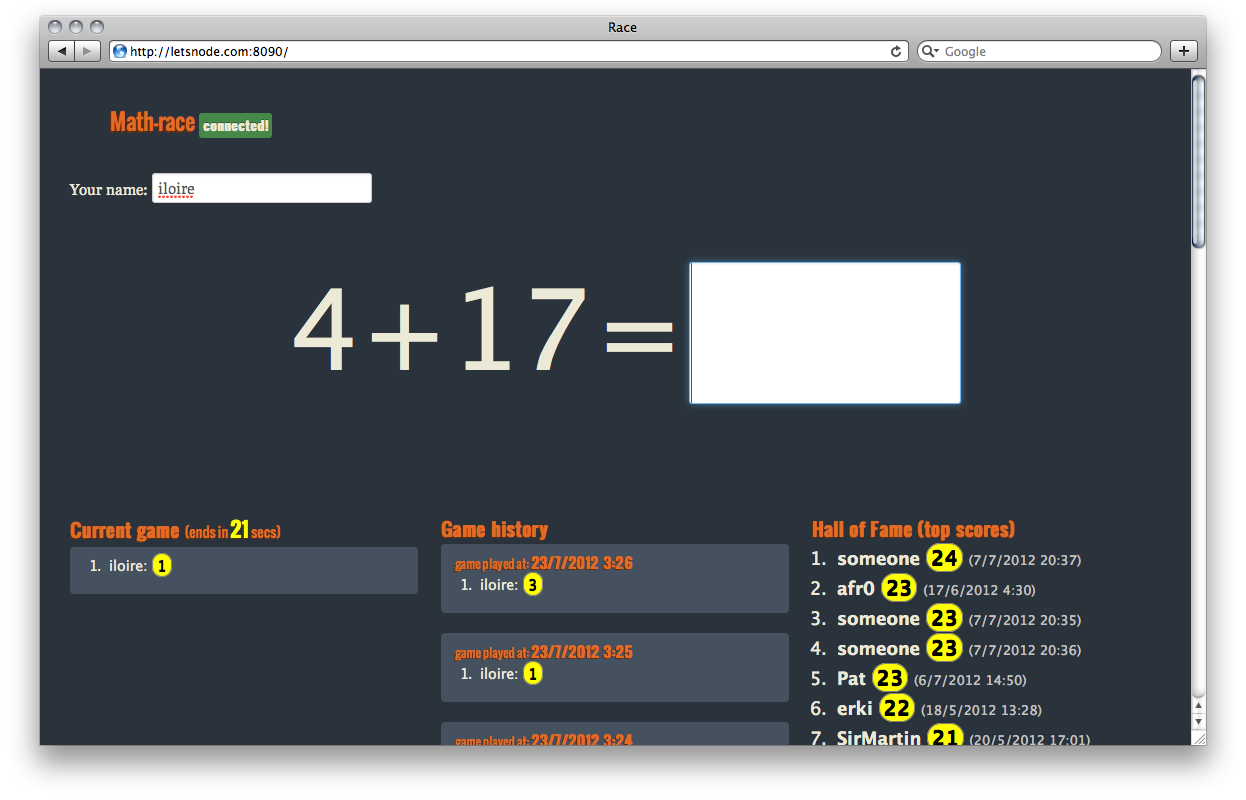 Race
http://letsnode.com:8090/
Google
Math-race connected!
Your name: iloire
4+17=
Current game (ends in 21 secs)
1. iloire: 1
Game history
game played at: 23/7/2012 3:26
1. iloire: 3
game played at: 23/7/2012 3:25
1. iloire: 1
game played at: 23/7/2012 3:24
Hall of Fame (top scores)
1. someone 24 (7/7/2012 20:37)
2. afr0 23 (17/6/2012 4:30)
3. someone 23 (7/7/2012 20:35)
4. someone 23 (7/7/2012 20:36)
5. Pat 23 (6/7/2012 14:50)
6. erki 22 (18/5/2012 13:28)
7. SirMartin 21 (20/5/2012 17:01)